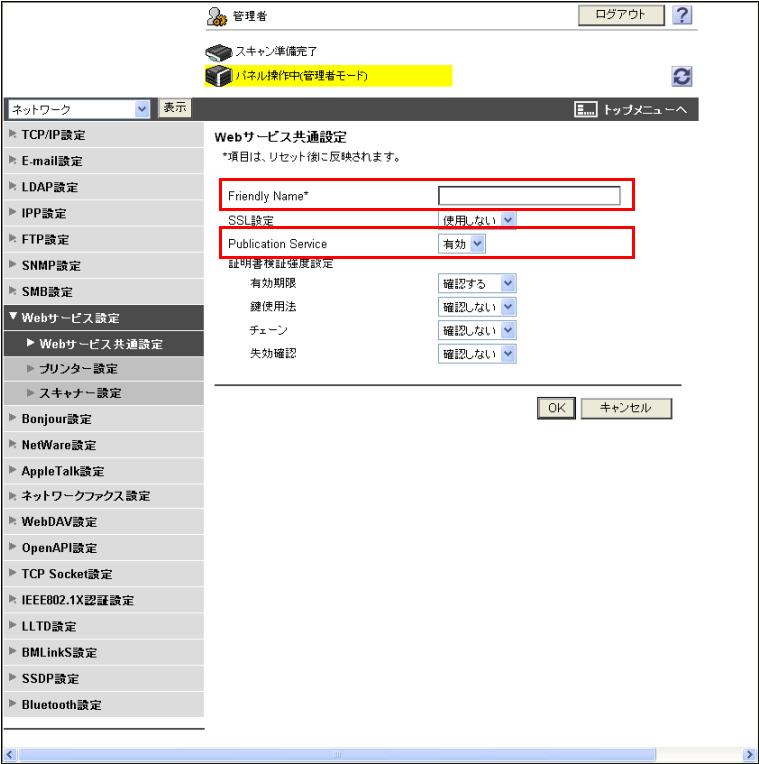 管理者
ログアウト
?
スキャン準備完了
パネル操作中(管理者モード)
ネットワーク
表示
トップメニューへ
TCP/IP設定
E-mail設定
LDAP設定
IPP設定
FTP設定
SNMP設定
SMB設定
Webサービス設定
Webサービス共通設定
プリンター設定
スキャナー設定
Bonjour設定
NetWare設定
AppleTalk設定
ネットワークファクス設定
WebDAV設定
OpenAPI設定
TCP Socket設定
IEEE802.1X認証設定
LLTD設定
BMLinkS設定
SSDP設定
Bluetooth設定
Webサービス共通設定
*項目は、リセット後に反映されます。
Friendly Name*
SSL設定 使用しない
Publication Service 有効
証明書検証強度設定
有効期限 確認する
鍵使用法 確認しない
チェーン 確認しない
失効確認 確認しない
OK キャンセル